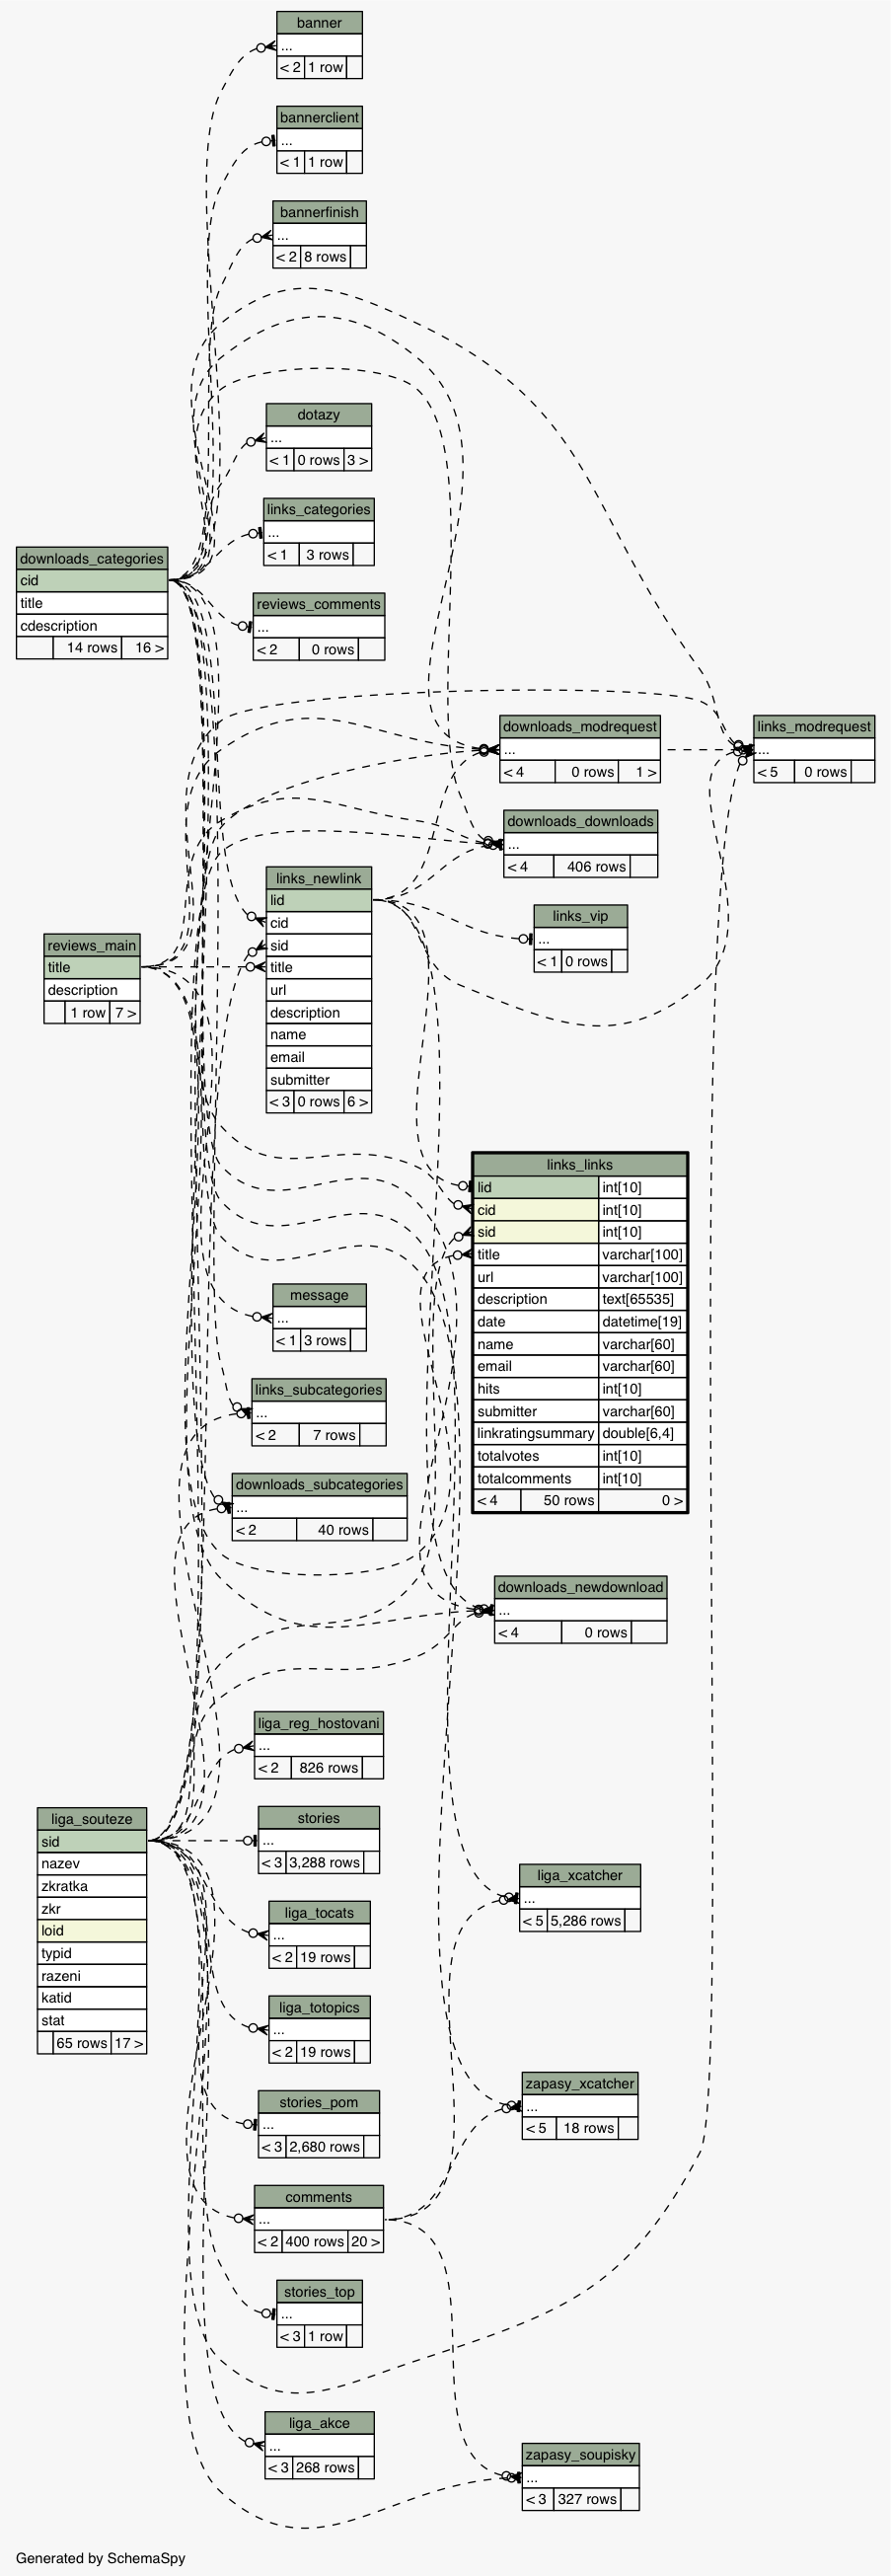 banner
...
< 2 1 row
bannerclient
...
< 1 1 row
bannerfinish
...
< 2 8 rows
dotazy
...
< 1 0 rows 3 >
links_categories
...
< 1 3 rows
downloads_categories
cid
title
cdescription
14 rows 16 >
reviews_comments
...
< 2 0 rows
downloads_modrequest
...
< 4 0 rows 1 >
links_modrequest
...
< 5 0 rows
downloads_downloads
...
< 4 406 rows
links_newlink
lid
cid
sid
title
url
description
name
email
submitter
< 3 0 rows 6 >
links_vip
...
< 1 0 rows
reviews_main
title
description
1 row 7 >
links_links
lid int[10]
cid int[10]
sid int[10]
title varchar[100]
url varchar[100]
description text[65535]
date datetime[19]
name varchar[60]
email varchar[60]
hits int[10]
submitter varchar[60]
linkratingsummary double[6,4]
totalvotes int[10]
totalcomments int[10]
< 4 50 rows 0 >
message
...
< 1 3 rows
links_subcategories
...
< 2 7 rows
downloads_subcategories
...
< 2 40 rows
downloads_newdownload
...
< 4 0 rows
liga_reg_hostovani
...
< 2 826 rows
liga_souteze
sid
nazev
zkratka
zkr
loid
typid
razeni
katid
stat
65 rows 17 >
stories
...
< 3 3,288 rows
liga_xcatcher
...
< 5 5,286 rows
liga_tocats
...
< 2 19 rows
liga_totopics
...
< 2 19 rows
zapasy_xcatcher
...
< 5 18 rows
stories_pom
...
< 3 2,680 rows
comments
...
< 2 400 rows 20 >
stories_top
...
< 3 1 row
liga_akce
...
< 3 268 rows
zapasy_soupisky
...
< 3 327 rows
Generated by SchemaSpy